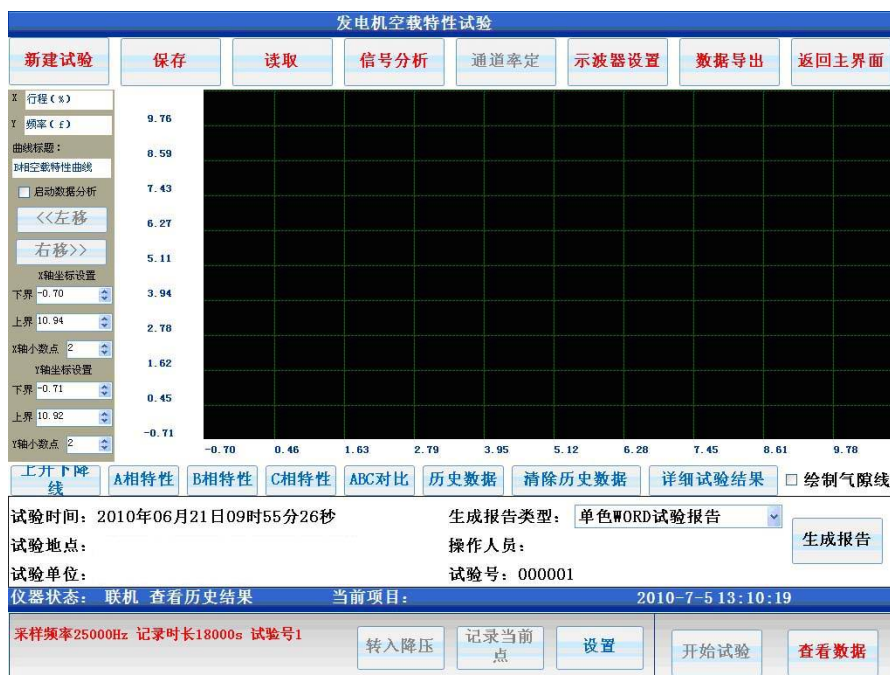 发电机空载特性试验
新建试验 保存 读取 信号分析 通道率定 示波器设置 数据导出 返回主界面
X 行程(%)
Y 频率(f)
曲线标题:
B相空载特性曲线
启动数据分析
<<左移
右移>>
X轴坐标设置
下界 -0.70
上界 10.94
X轴小数点 2
Y轴坐标设置
下界 -0.71
上界 10.92
Y轴小数点 2
9.76
8.59
7.43
6.27
5.11
3.94
2.78
1.62
0.45
-0.71
-0.70 0.46 1.63 2.79 3.95 5.12 6.28 7.45 8.61 9.78
上升下降
线
A相特性 B相特性 C相特性 ABC对比 历史数据 清除历史数据 详细试验结果 绘制气隙线
试验时间: 2010年06月21日09时55分26秒 生成报告类型: 单色WORD试验报告
试验地点: 操作人员: 生成报告
试验单位: 试验号: 000001
仪器状态: 联机 查看历史结果 当前项目: 2010-7-5 13:10:19
采样频率25000Hz 记录时长18000s 试验号1
转入降压 记录当前
点
设置 开始试验 查看数据